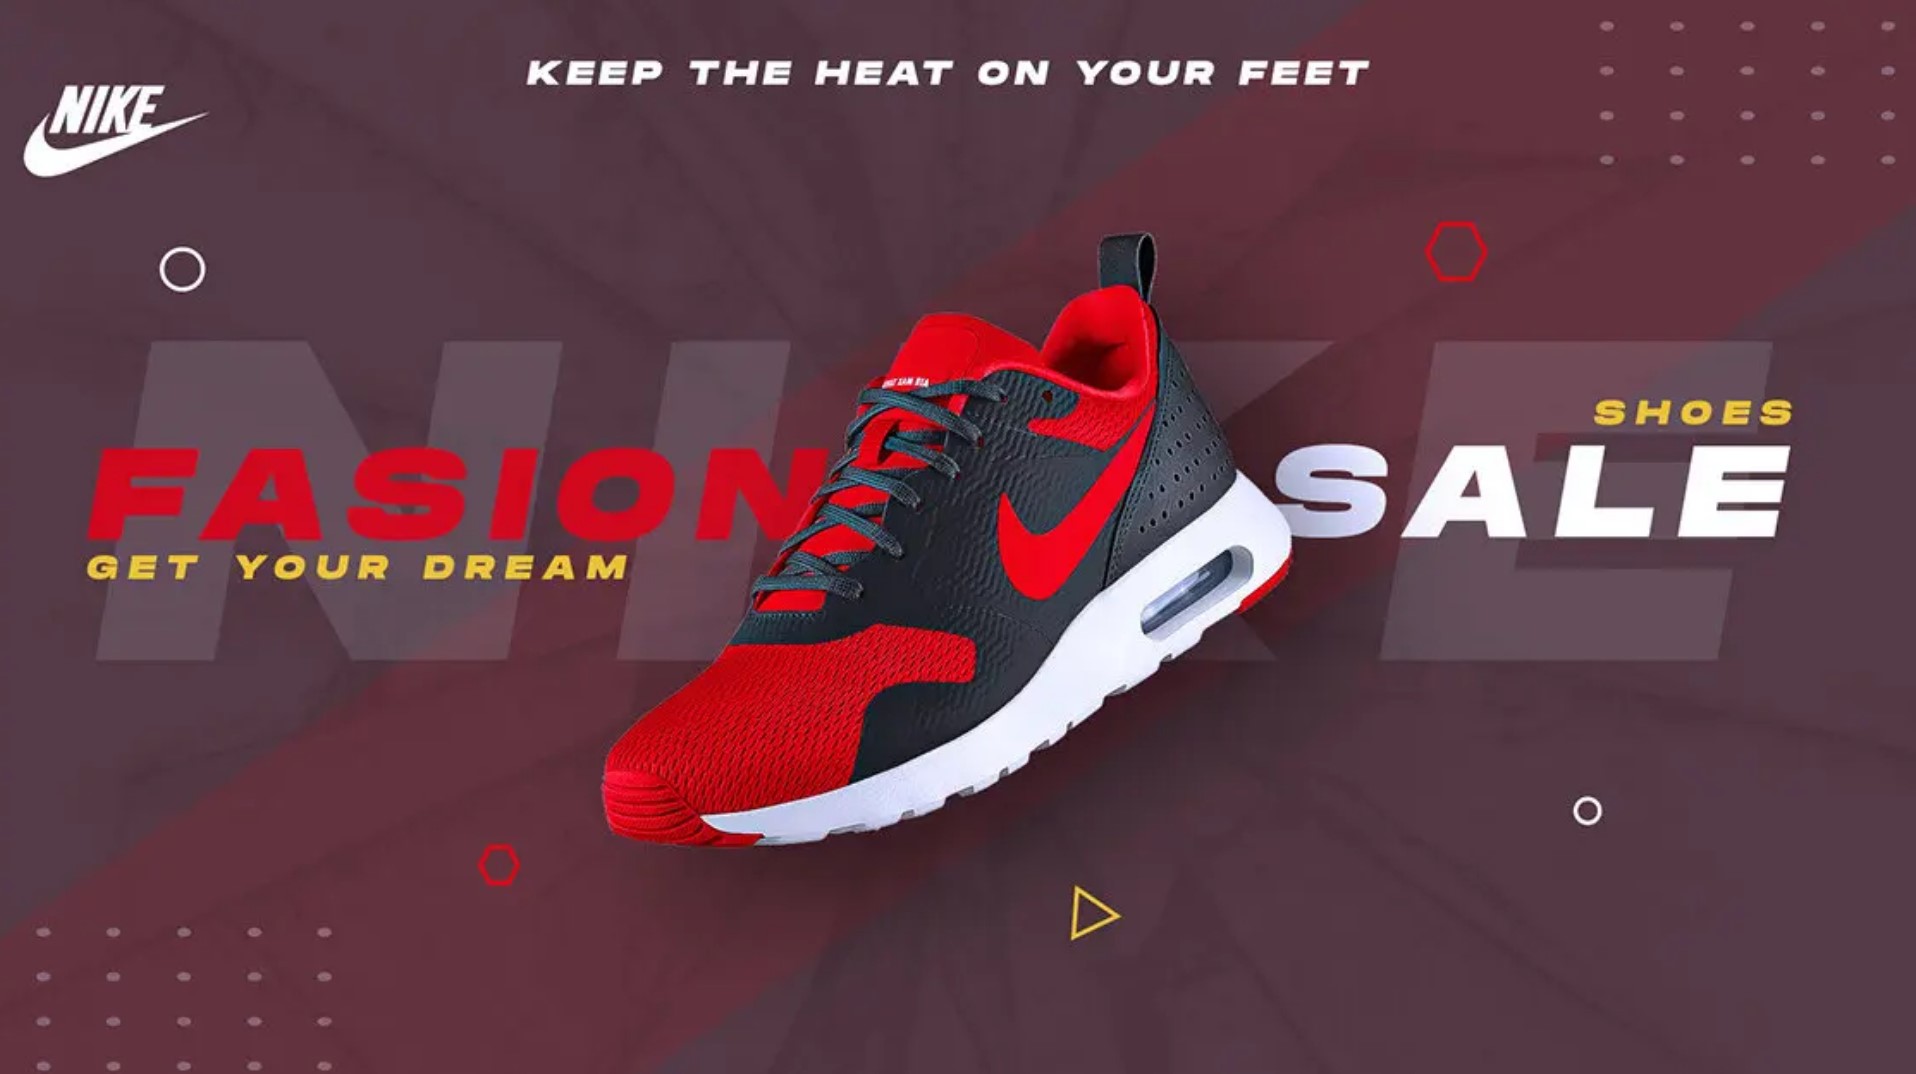 KEEP THE HEAT ON YOUR FEET
NIKE
NIKE
SHOES
FASION SALE
GET YOUR DREAM